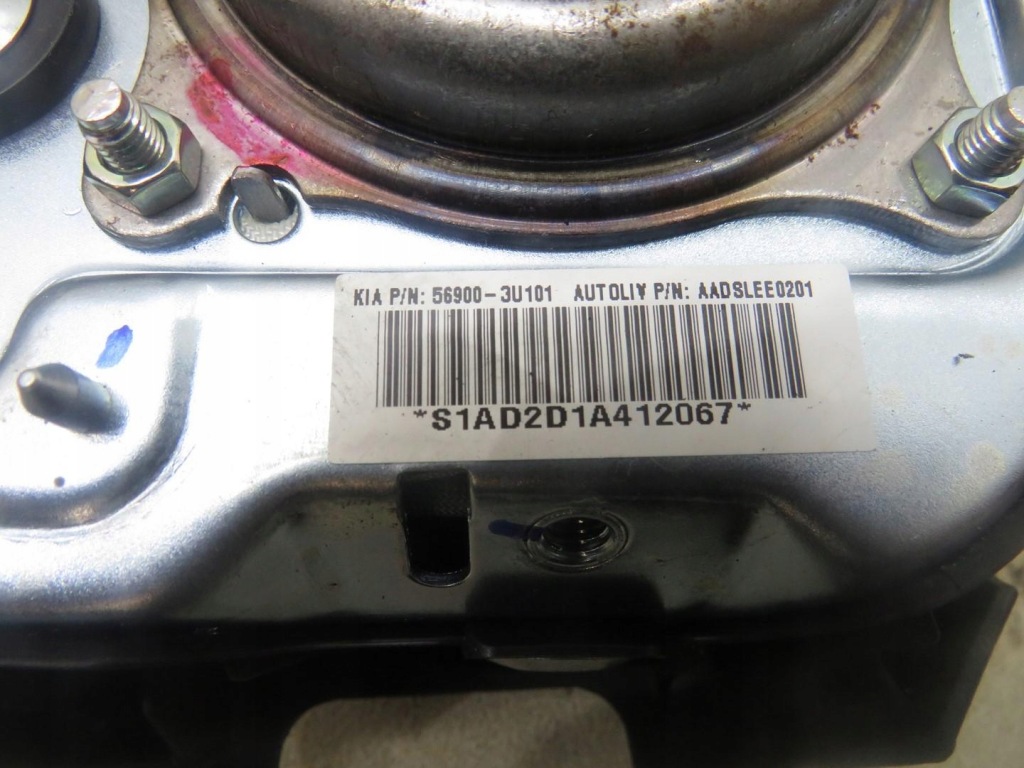 KIA P/N: 56900-3U101 AUTOLIV P/N: AADSLEE0201
*S1AD2D1A412067*